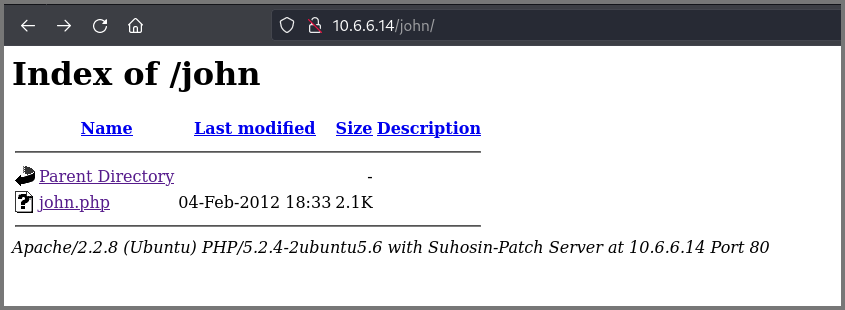 10.6.6.14/john/
Index of /john
Name Last modified Size Description
Parent Directory -
john.php 04-Feb-2012 18:33 2.1K
Apache/2.2.8 (Ubuntu) PHP/5.2.4-2ubuntu5.6 with Suhosin-Patch Server at 10.6.6.14 Port 80